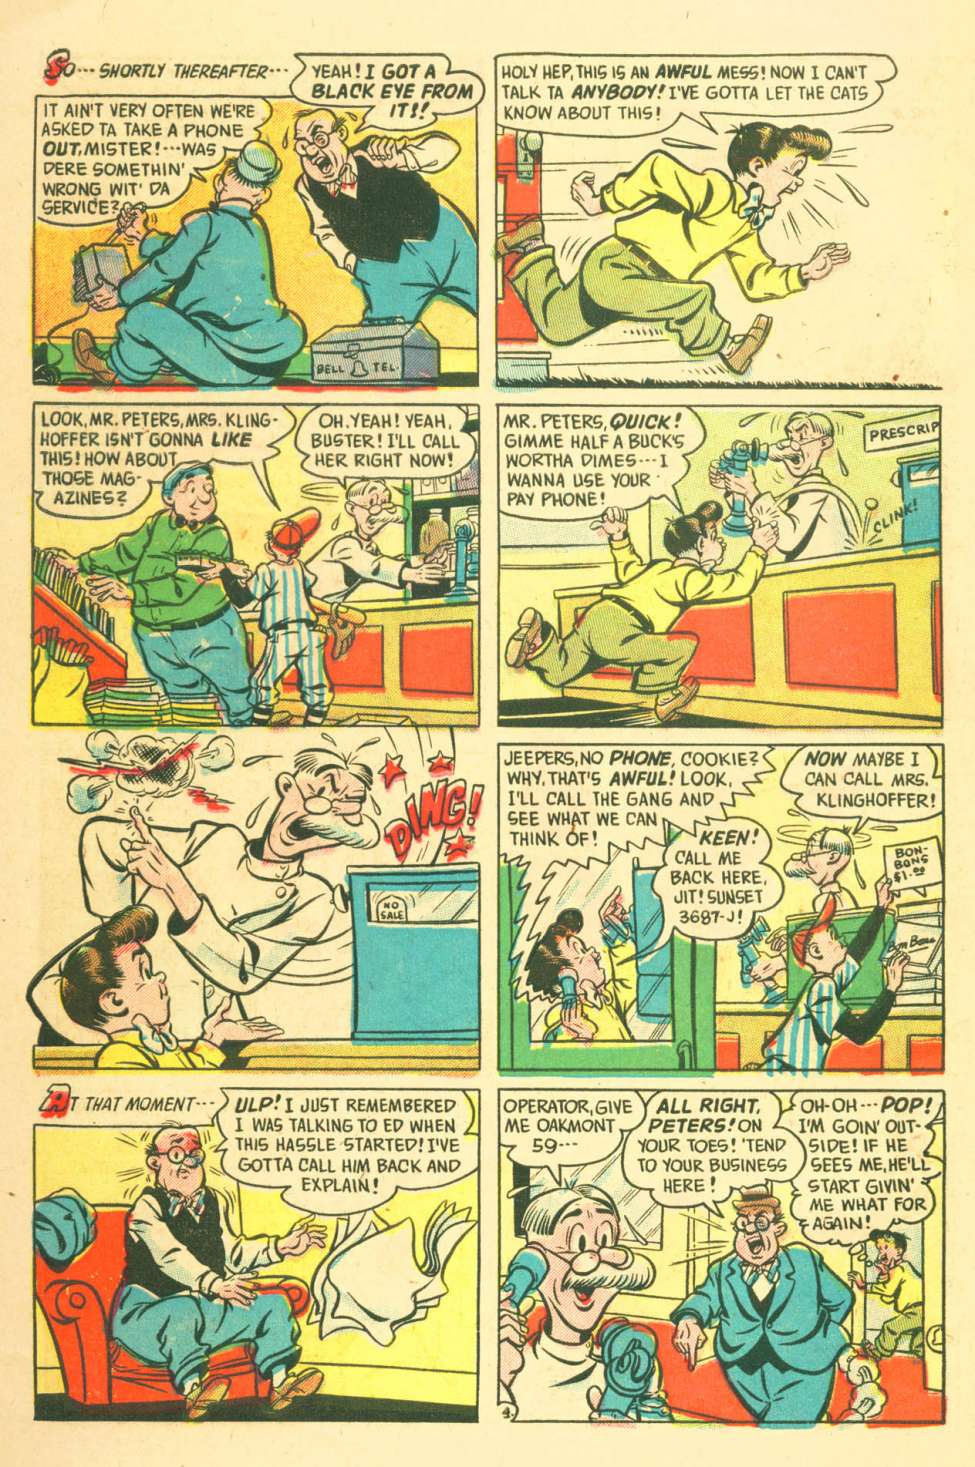 SO--- SHORTLY THEREAFTER---
IT AIN'T VERY OFTEN WE'RE
ASKED TA TAKE A PHONE
OUT, MISTER!---WAS
DERE SOMETHIN'
WRONG WIT' DA
SERVICE?
YEAH! I GOT A
BLACK EYE FROM
IT!!
BELL TEL.
HOLY HEP, THIS IS AN AWFUL MESS! NOW I CAN'T
TALK TA ANYBODY! I'VE GOTTA LET THE CATS
KNOW ABOUT THIS!
LOOK, MR. PETERS, MRS. KLING-
HOFFER ISN'T GONNA LIKE
THIS! HOW ABOUT
THOSE MAG-
AZINES?
OH, YEAH! YEAH,
BUSTER! I'LL CALL
HER RIGHT NOW!
MR. PETERS, QUICK!
GIMME HALF A BUCK'S
WORTHA DIMES---I
WANNA USE YOUR
PAY PHONE!
PRESCRIP
CLINK!
DING!
NO
SALE
JEEPERS, NO PHONE, COOKIE?
WHY, THAT'S AWFUL! LOOK,
I'LL CALL THE GANG AND
SEE WHAT WE CAN
THINK OF!
KEEN!
CALL ME
BACK HERE,
JIT! SUNSET
3687-J!
NOW MAYBE I
CAN CALL MRS.
KLINGHOFFER!
BON-
BONS
$1.00
Bon Bons
AT THAT MOMENT---
ULP! I JUST REMEMBERED
I WAS TALKING TO ED WHEN
THIS HASSLE STARTED! I'VE
GOTTA CALL HIM BACK AND
EXPLAIN!
OPERATOR, GIVE
ME OAKMONT
59---
ALL RIGHT,
PETERS! ON
YOUR TOES! 'TEND
TO YOUR BUSINESS
HERE!
OH-OH---POP!
I'M GOIN' OUT-
SIDE! IF HE
SEES ME, HE'LL
START GIVIN'
ME WHAT FOR
AGAIN!
4.